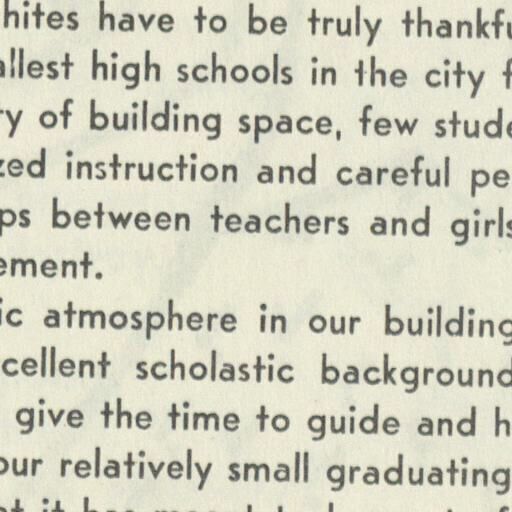 hites have to be truly thankfu
allest high schools in the city f
ty of building space, few stude
zed instruction and careful pe
ps between teachers and girls
ement.
ic atmosphere in our building
cellent scholastic background
give the time to guide and h
our relatively small graduating